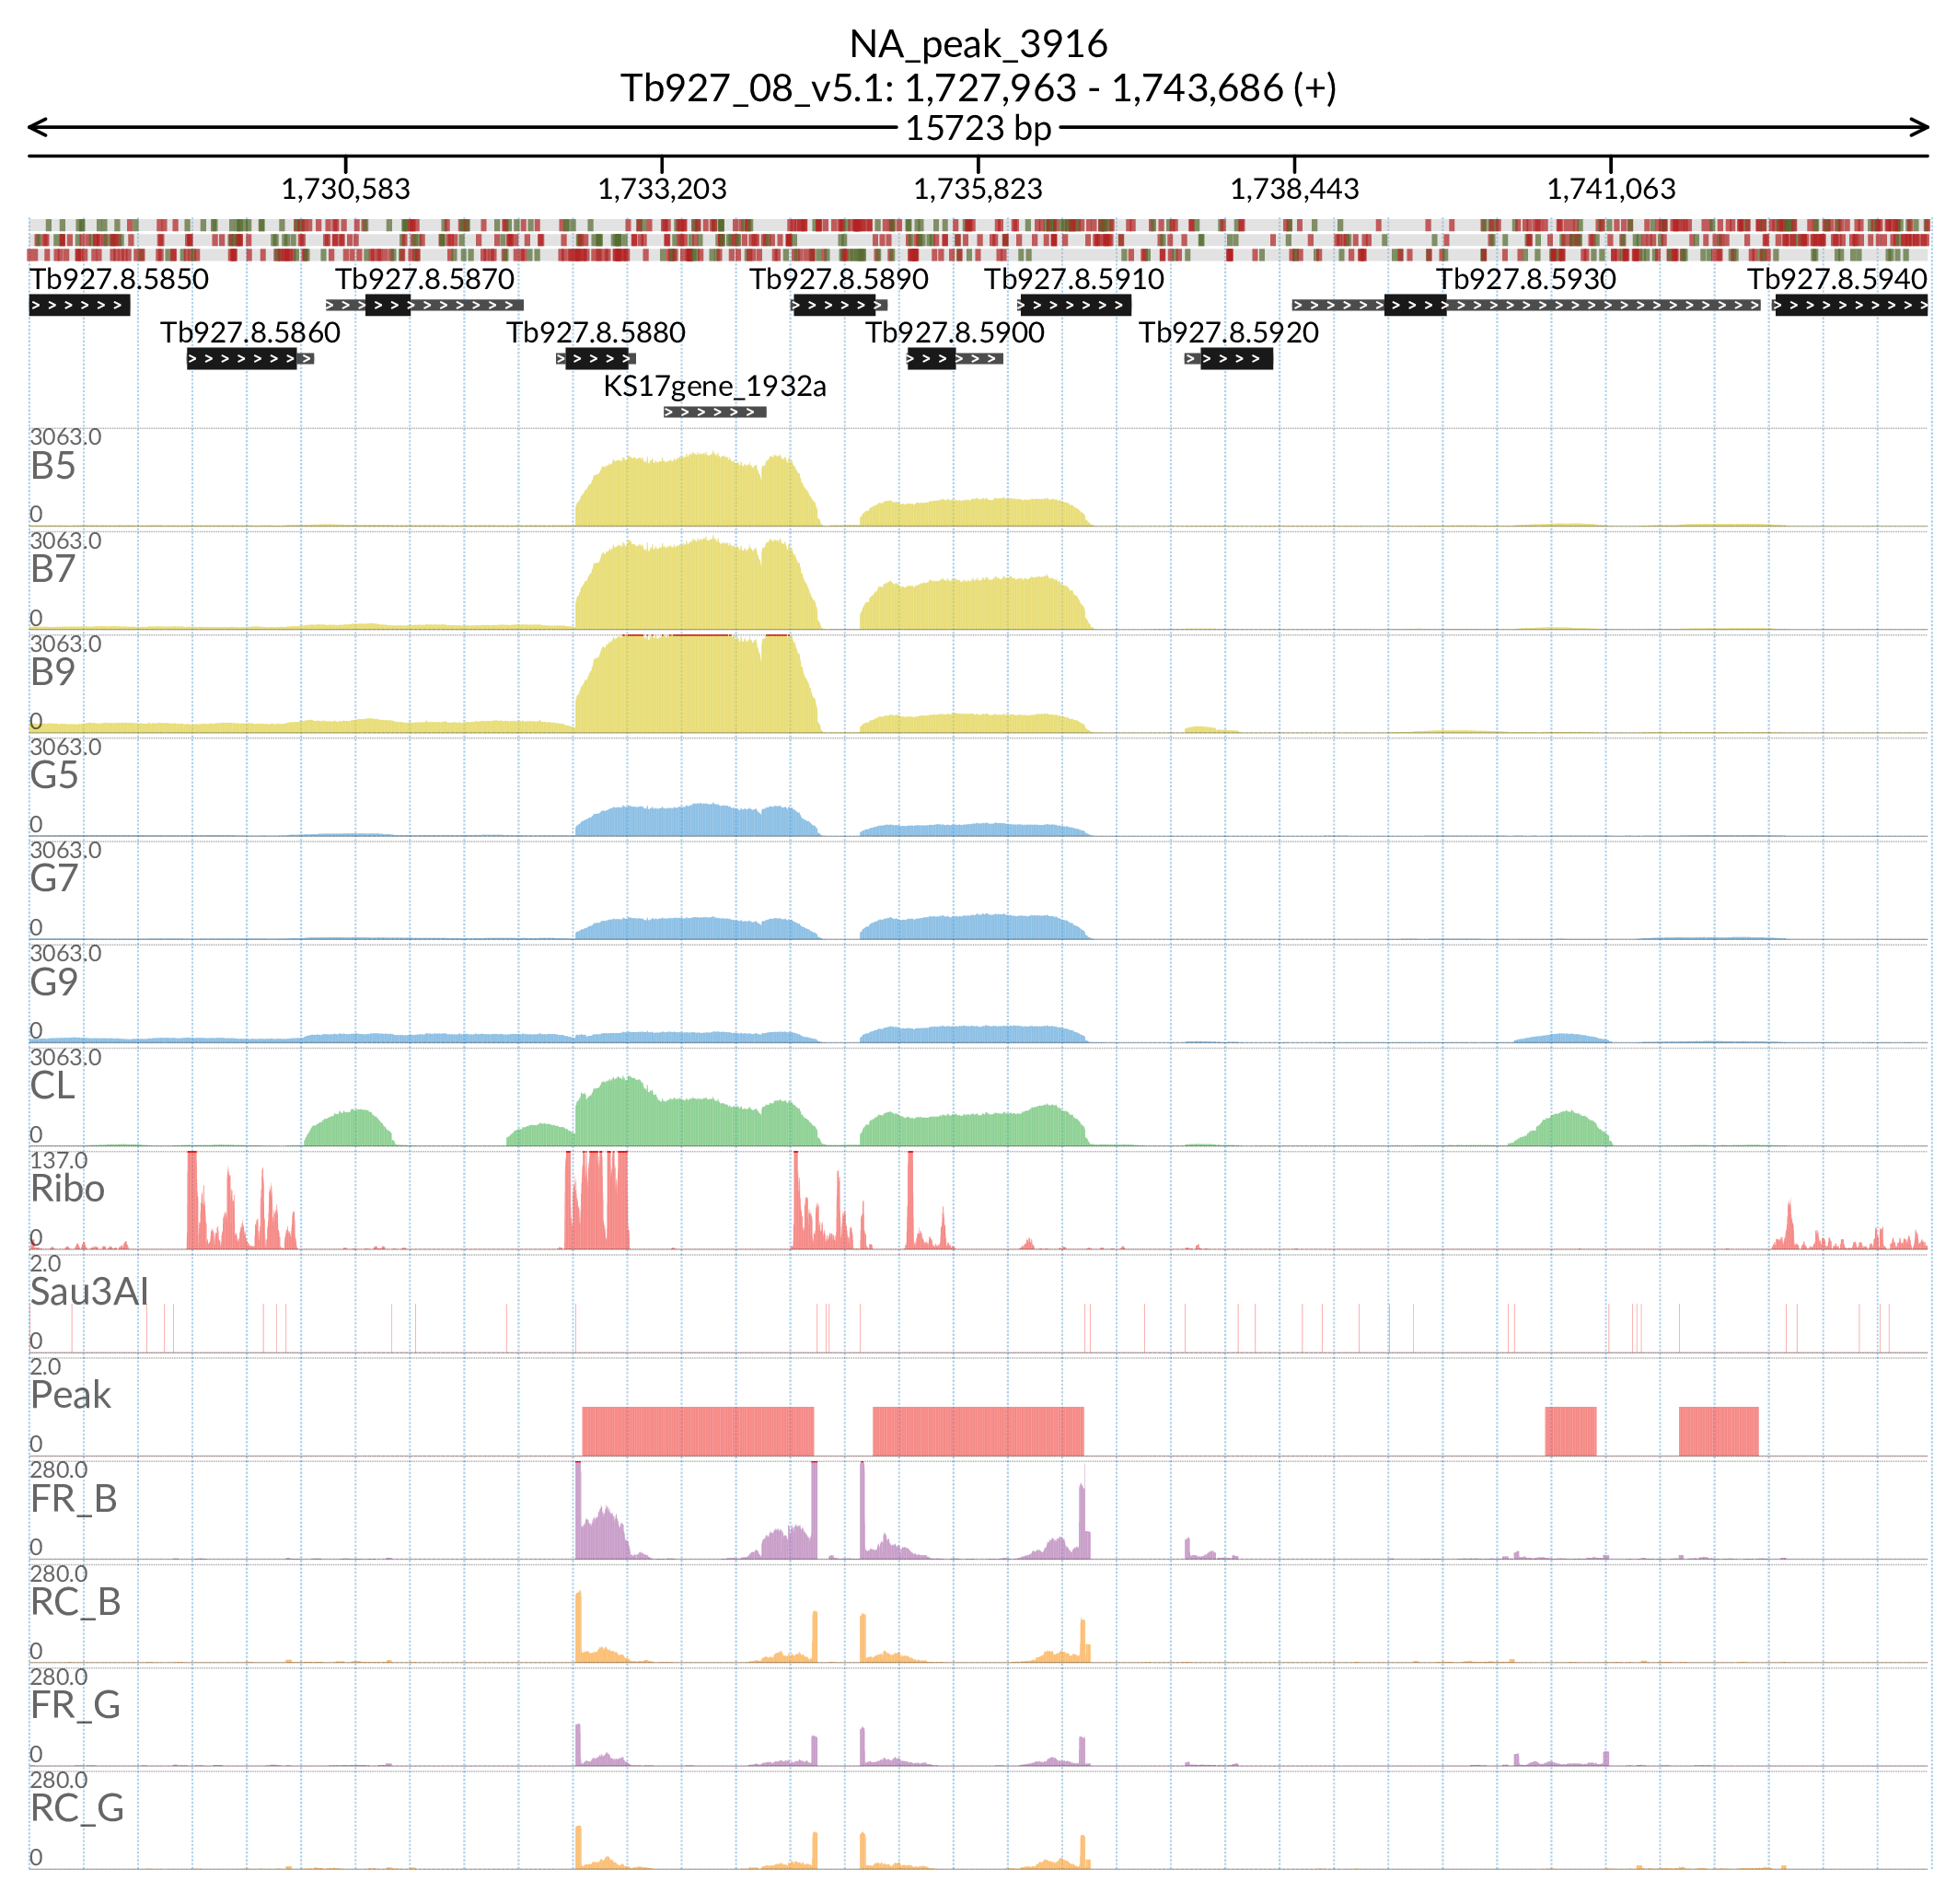 NA_peak_3916
Tb927_08_v5.1: 1,727,963 - 1,743,686 (+)
15723 bp
1,730,583 1,733,203 1,735,823 1,738,443 1,741,063
Tb927.8.5850 Tb927.8.5870 Tb927.8.5890 Tb927.8.5910 Tb927.8.5930 Tb927.8.5940
Tb927.8.5860 Tb927.8.5880 Tb927.8.5900 Tb927.8.5920
KS17gene_1932a
3063.0
B5
0
3063.0
B7
0
3063.0
B9
0
3063.0
G5
0
3063.0
G7
0
3063.0
G9
0
3063.0
CL
0
137.0
Ribo
0
2.0
Sau3AI
0
2.0
Peak
0
280.0
FR_B
0
280.0
RC_B
0
280.0
FR_G
0
280.0
RC_G
0